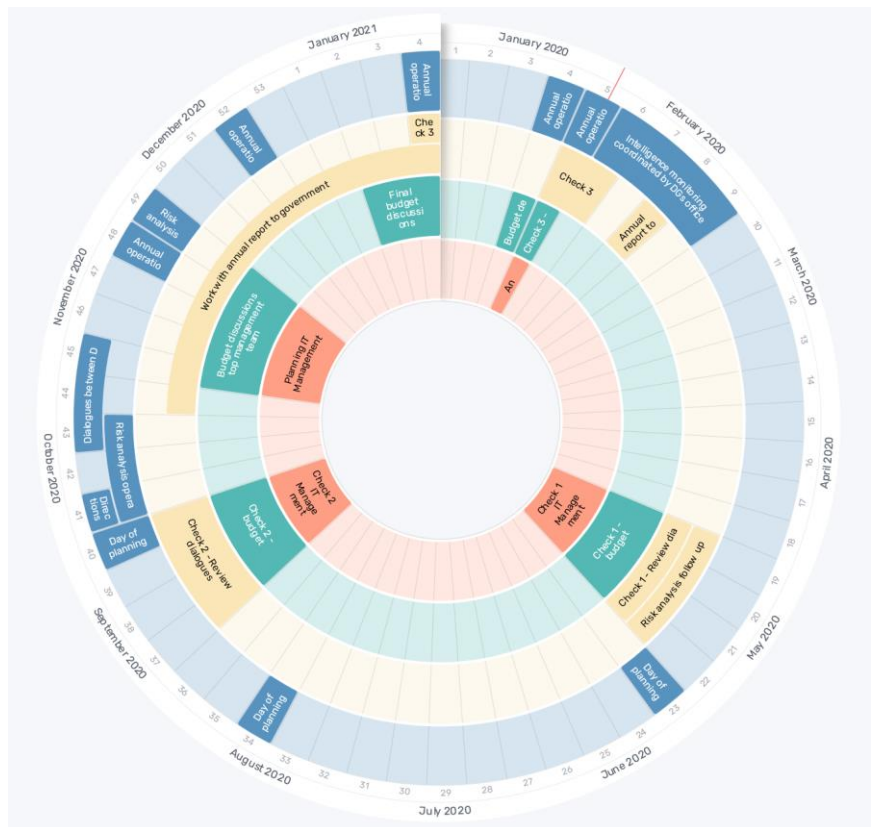 January 2020
February 2020
March 2020
April 2020
May 2020
June 2020
July 2020
August 2020
September 2020
October 2020
November 2020
December 2020
January 2021
1
2
3
4
5
6
7
8
9
10
11
12
13
14
15
16
17
18
19
20
21
22
23
24
25
26
27
28
29
30
31
32
33
34
35
36
37
38
39
40
41
42
43
44
45
46
47
48
49
50
51
52
53
1
2
3
4
Annual
operatio
Annual
operatio
Intelligence monitoring
coordinated by DGs office
Day of
planning
Day of
planning
Day of
planning
Direc
tions
Risk analysis opera
Dialogues between D
Annual
operatio
Risk
analysis
Annual
operatio
Annual
operatio
Check 3
Annual
report to
Check 1 - Review dia
Risk analysis follow up
Check 2 - Review
dialogues
Work with annual report to government
Che
ck 3
Budget de
Check 3 -
Check 1 -
budget
Check 2 -
budget
Budget discussions
top management
team
Final
budget
discussi
ons
An
Check 1
IT
Manage
ment
Check 2
IT
Manage
ment
Planning IT
Management